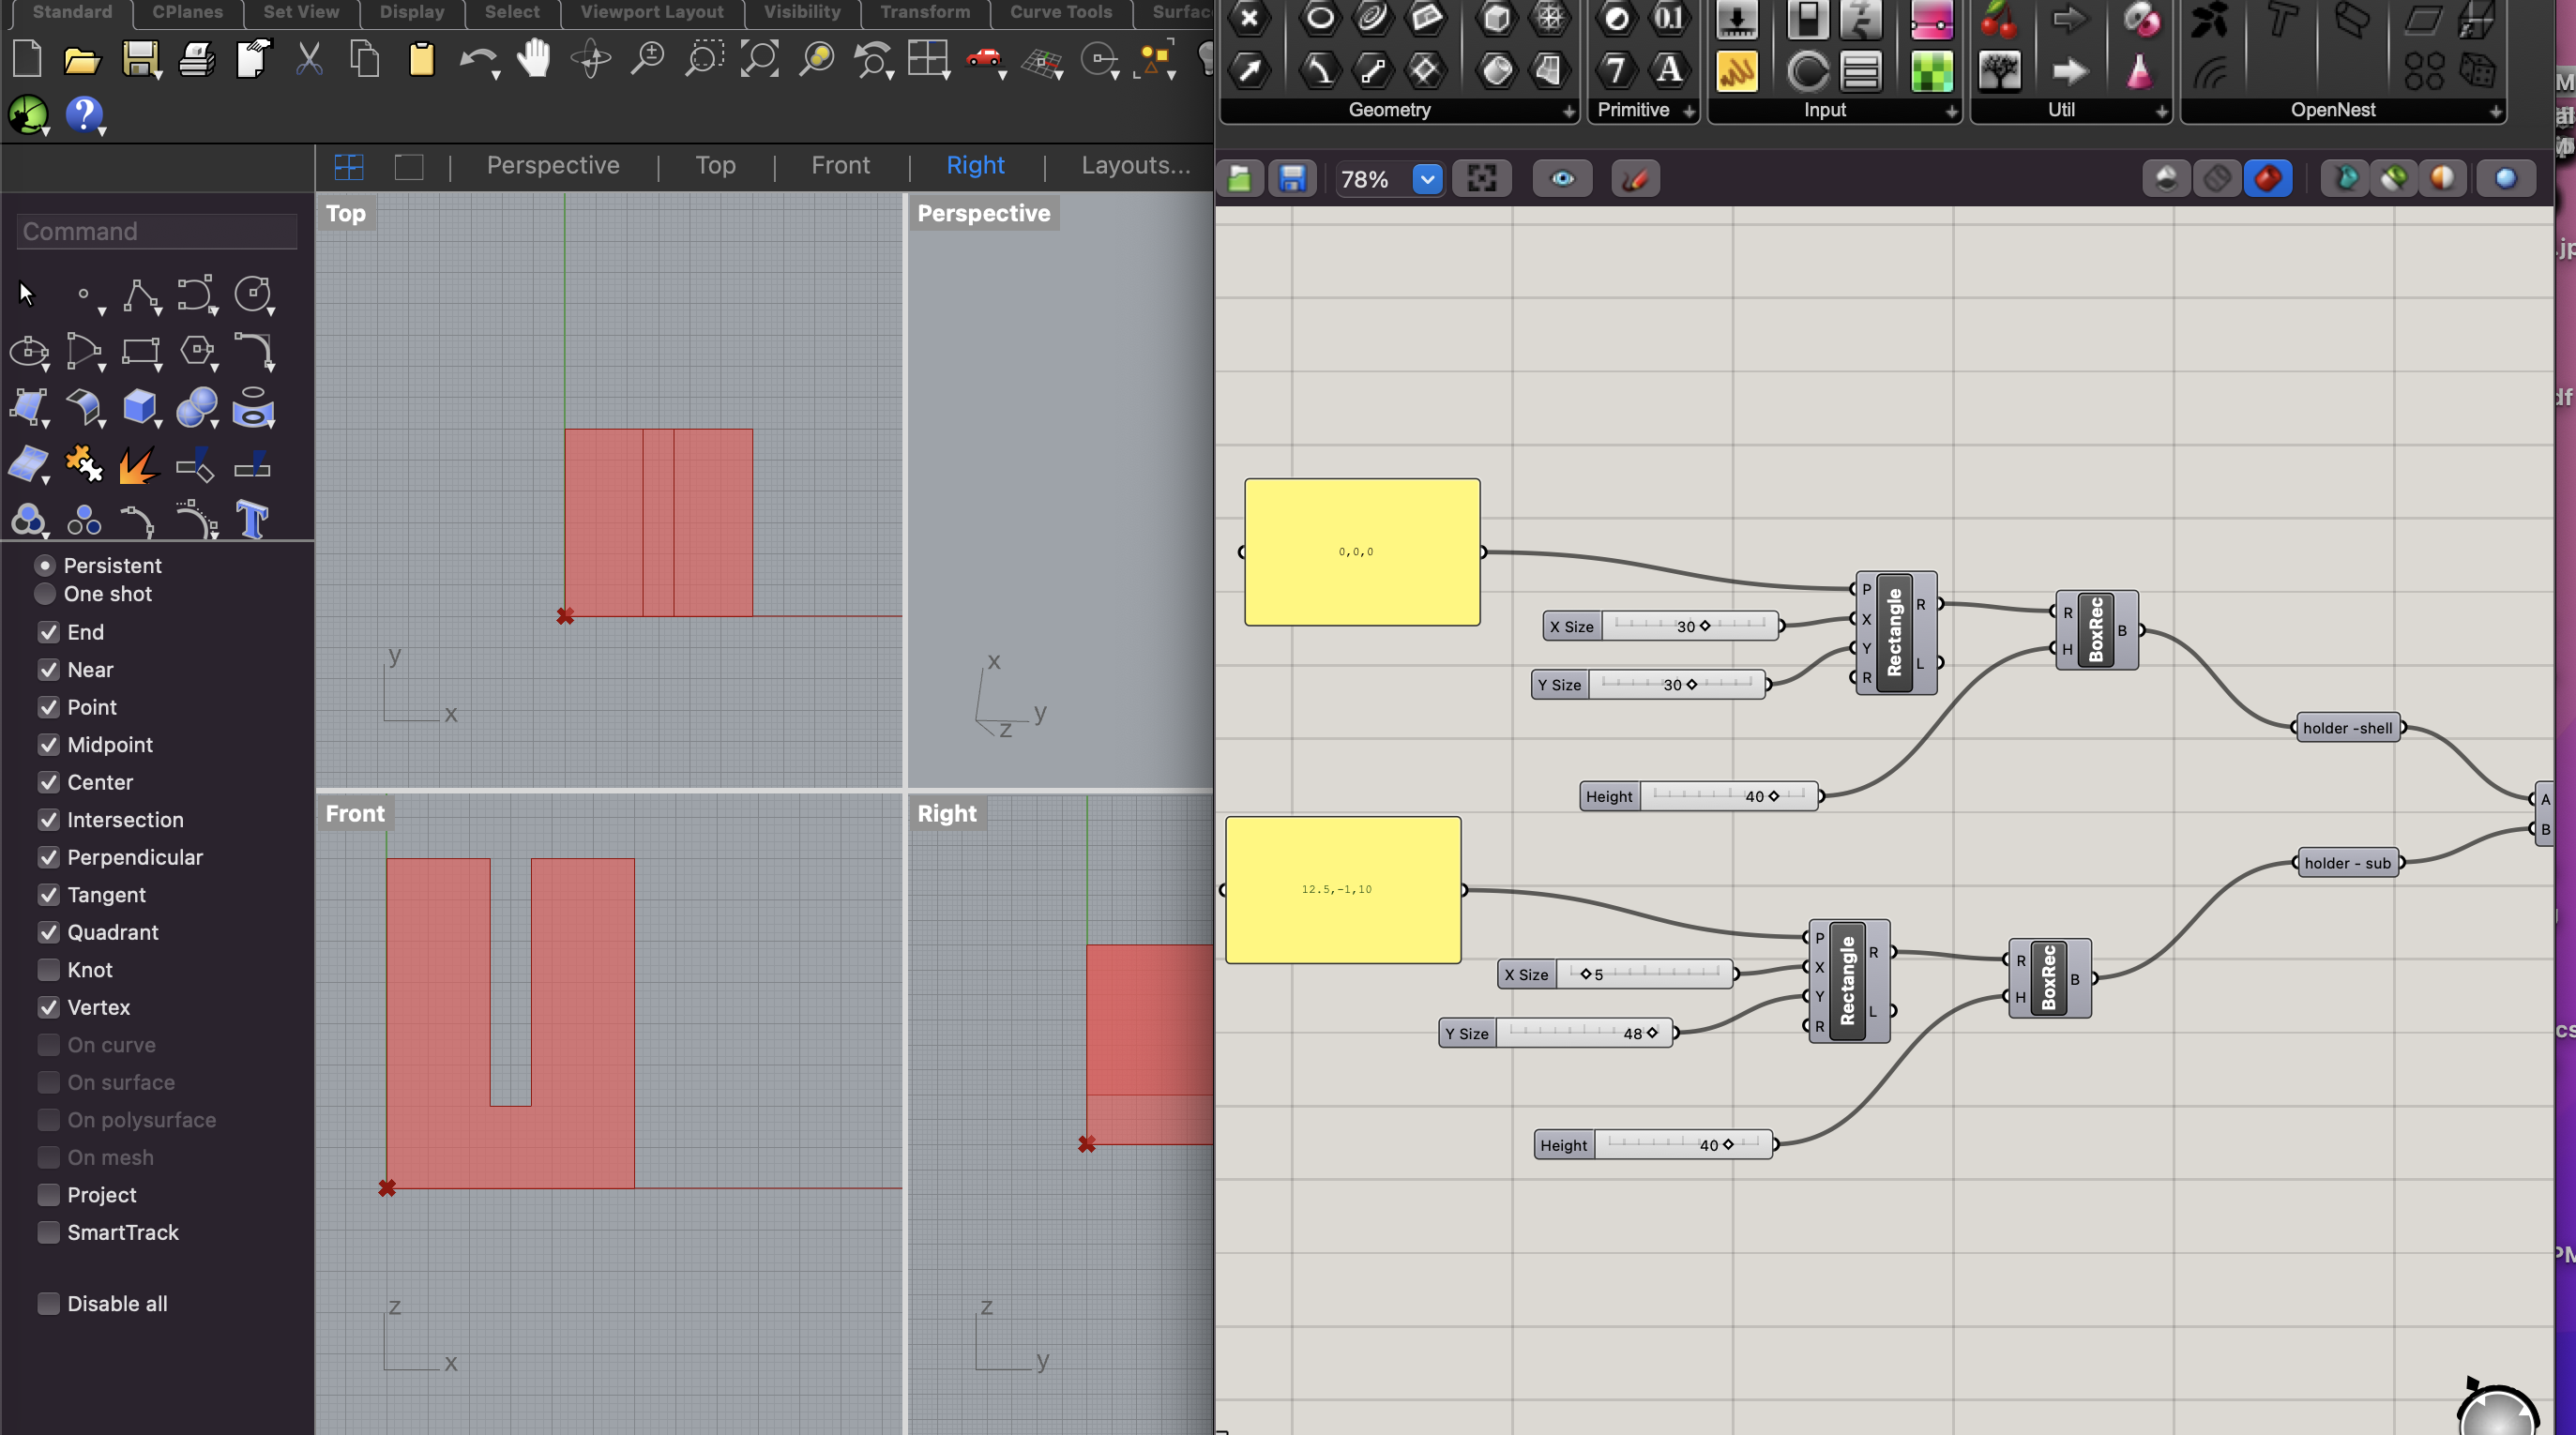 Standard CPlanes Set View Display Select Viewport Layout Visibility Transform Curve Tools
Geometry Primitive Input Util OpenNest
Perspective Top Front Right Layouts...
78%
Command
Top
Perspective
0,0,0
X Size 30
Y Size 30
P
X
Y
R
Rectangle
R
L
R
H
BoxRec
B
holder -shell
Height 40
A
B
holder - sub
12.5,-1,10
X Size 5
Y Size 48
P
X
Y
R
Rectangle
R
L
R
H
BoxRec
B
Height 40
Persistent
One shot
End
Near
Point
Midpoint
Center
Intersection
Perpendicular
Tangent
Quadrant
Knot
Vertex
On curve
On surface
On polysurface
On mesh
Project
SmartTrack
Disable all
y
x
x
y
z
Front
Right
z
x
z
y